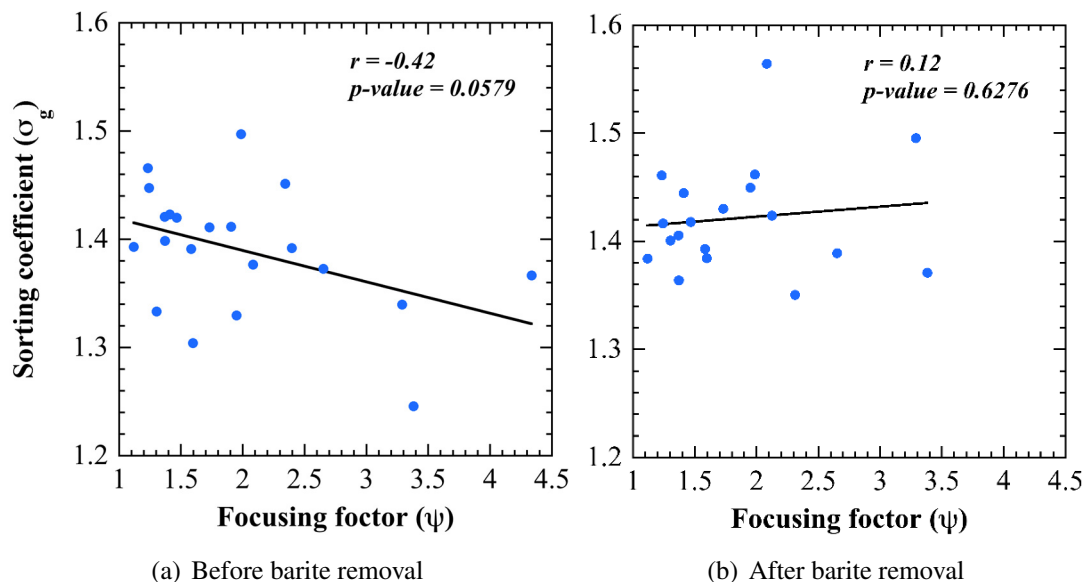 Sorting coefficient (σg)
1.6
1.5
1.4
1.3
1.2
r = -0.42
p-value = 0.0579
1 1.5 2 2.5 3 3.5 4 4.5
Focusing foctor (ψ)
(a) Before barite removal
1.6
1.5
1.4
1.3
1.2
r = 0.12
p-value = 0.6276
1 1.5 2 2.5 3 3.5 4 4.5
Focusing foctor (ψ)
(b) After barite removal